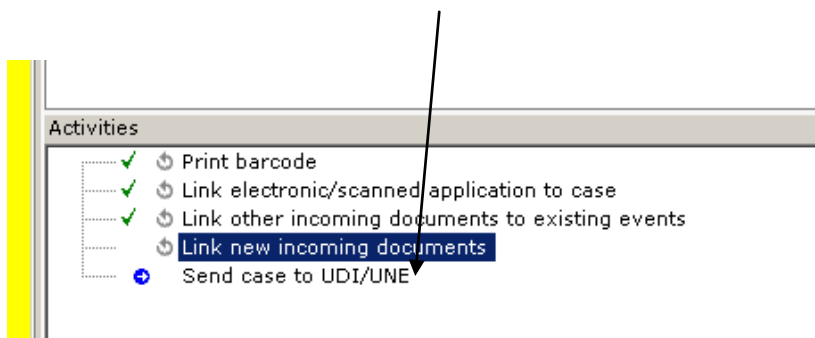 Activities
Print barcode
Link electronic/scanned application to case
Link other incoming documents to existing events
Link new incoming documents
Send case to UDI/UNE